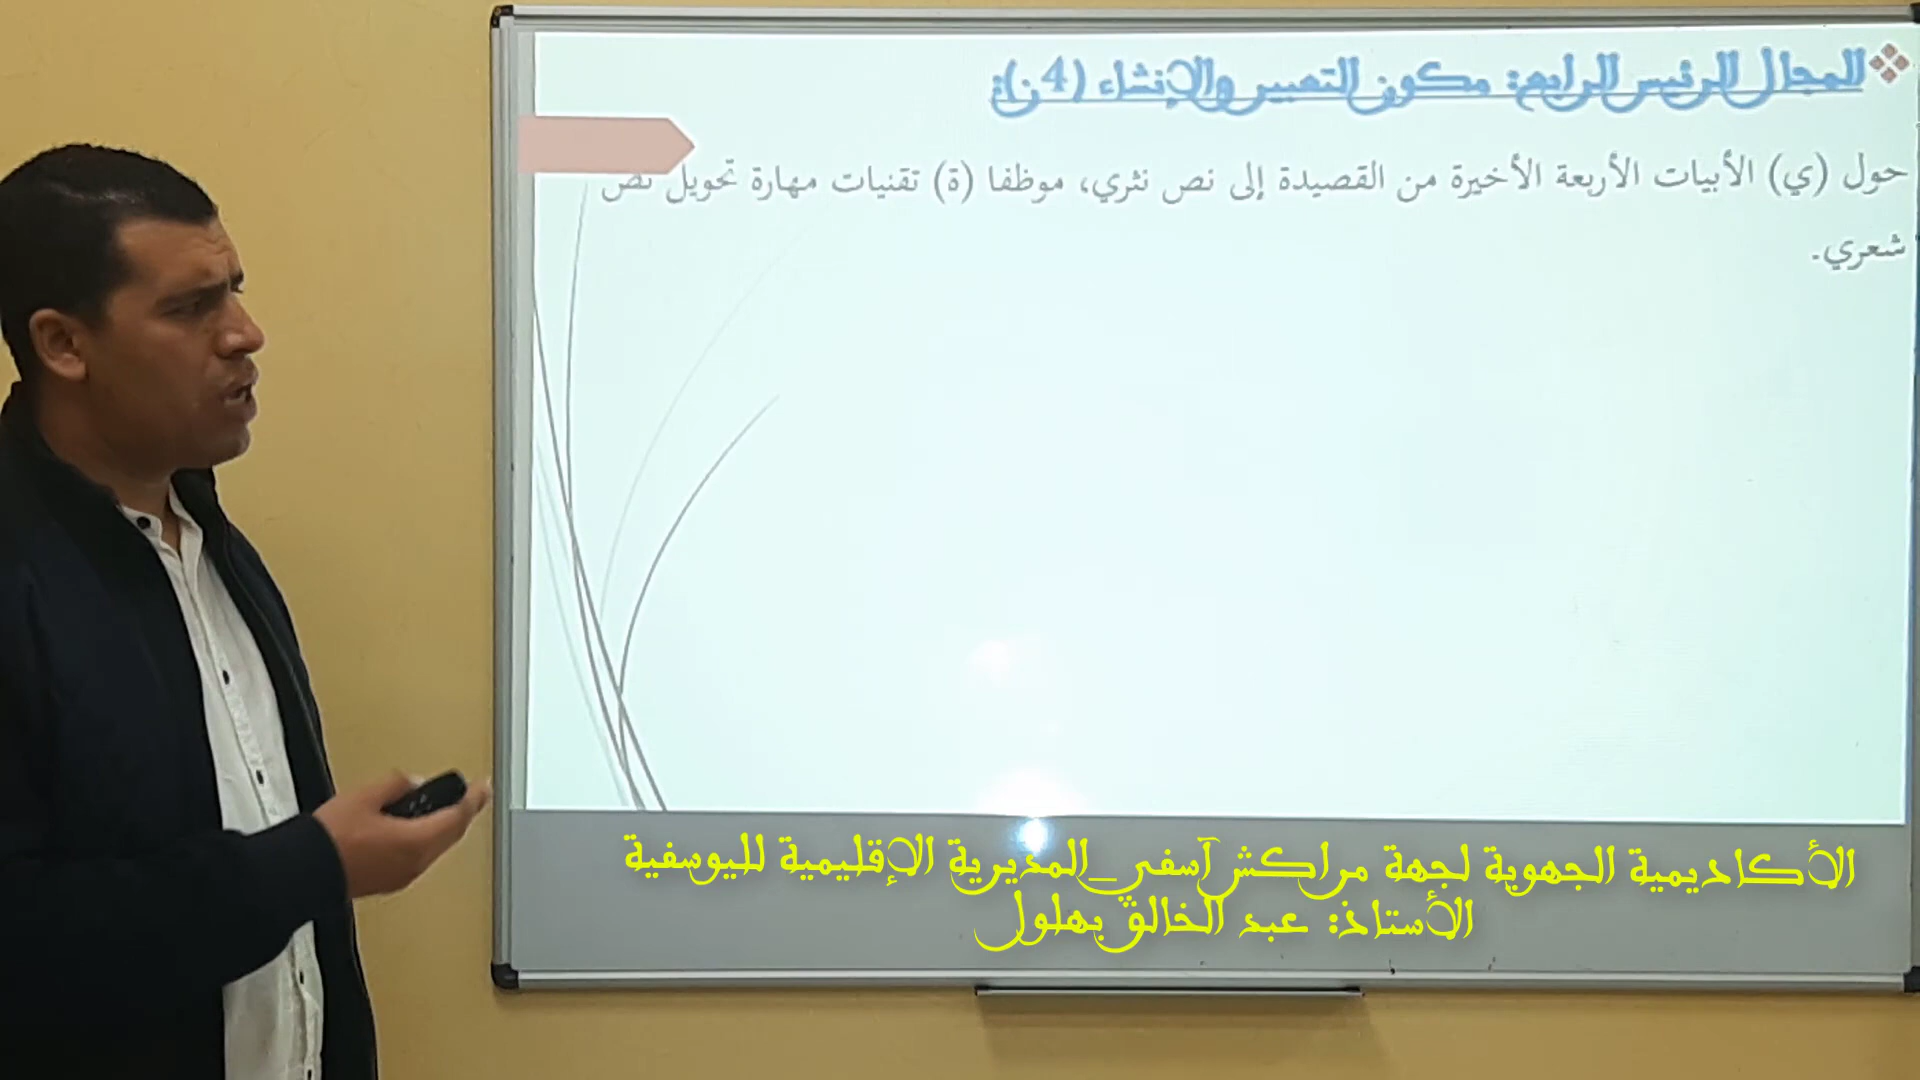 المجال الرئيس الرابع: مكون التعبير والإنشاء (4 ن):
حول (ي) الأبيات الأربعة الأخيرة من القصيدة إلى نص نثري، موظفا (ة) تقنيات مهارة تحويل نص
شعري.
الأكاديمية الجهوية لجهة مراكش آسفي_المديرية الإقليمية لليوسفية
الأستاذ: عبد الخالق بهلول